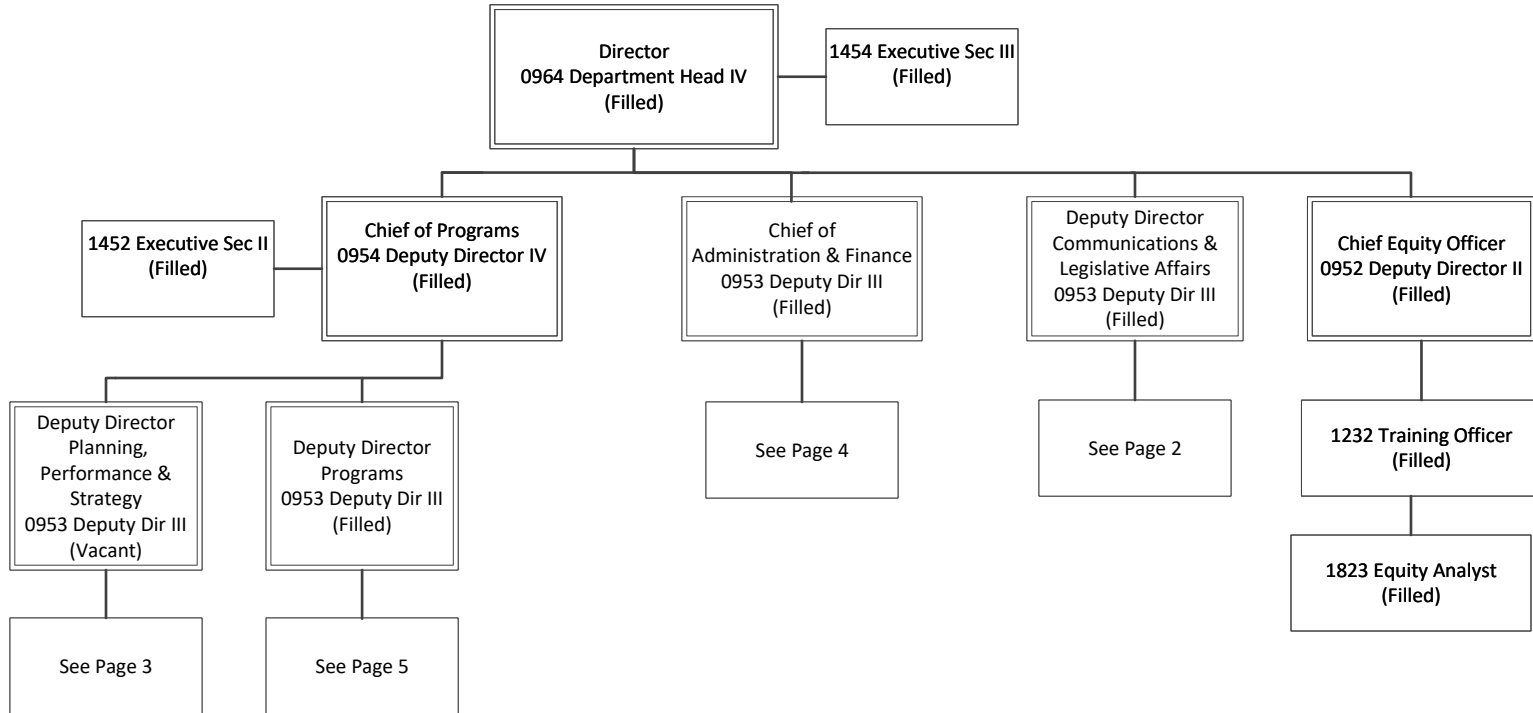 Director
0964 Department Head IV
(Filled)
1454 Executive Sec III
(Filled)
1452 Executive Sec II
(Filled)
Chief of Programs
0954 Deputy Director IV
(Filled)
Chief of
Administration & Finance
0953 Deputy Dir III
(Filled)
Deputy Director
Communications &
Legislative Affairs
0953 Deputy Dir III
(Filled)
Chief Equity Officer
0952 Deputy Director II
(Filled)
Deputy Director
Planning,
Performance &
Strategy
0953 Deputy Dir III
(Vacant)
Deputy Director
Programs
0953 Deputy Dir III
(Filled)
See Page 4
See Page 2
1232 Training Officer
(Filled)
1823 Equity Analyst
(Filled)
See Page 3
See Page 5